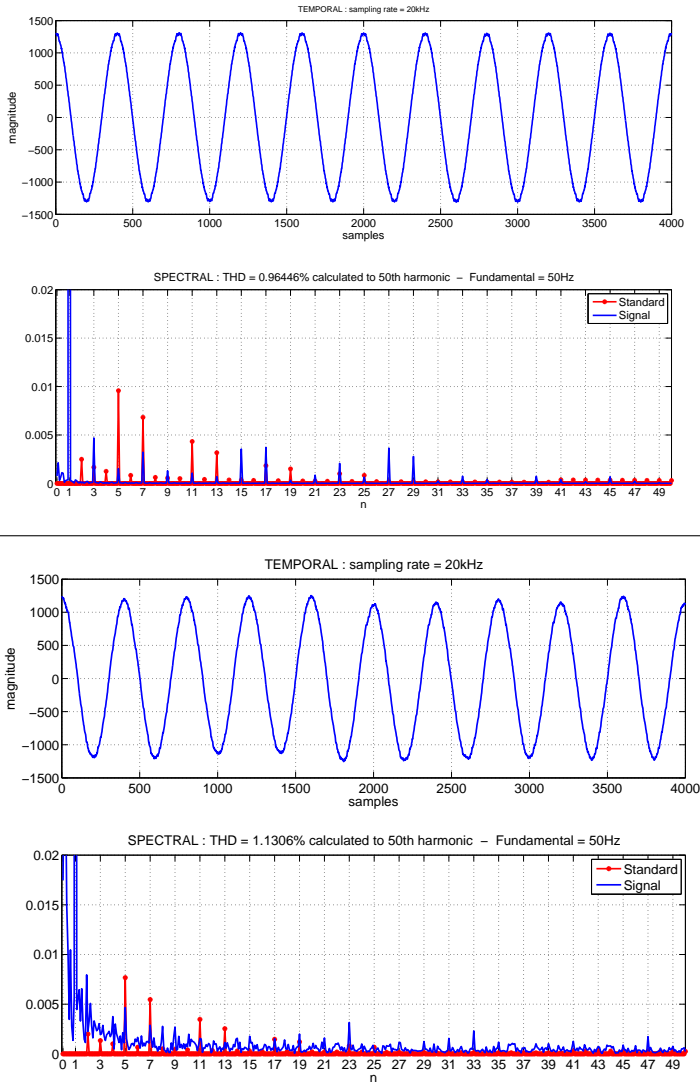 TEMPORAL : sampling rate = 20kHz
1500
1000
500
0
−500
−1000
−1500
magnitude
0 500 1000 1500 2000 2500 3000 3500 4000
samples
SPECTRAL : THD = 0.96446% calculated to 50th harmonic − Fundamental = 50Hz
0.02
0.015
0.01
0.005
0
Standard
Signal
0 1 3 5 7 9 11 13 15 17 19 21 23 25 27 29 31 33 35 37 39 41 43 45 47 49
n
TEMPORAL : sampling rate = 20kHz
1500
1000
500
0
−500
−1000
−1500
magnitude
0 500 1000 1500 2000 2500 3000 3500 4000
samples
SPECTRAL : THD = 1.1306% calculated to 50th harmonic − Fundamental = 50Hz
0.02
0.015
0.01
0.005
0
Standard
Signal
0 1 3 5 7 9 11 13 15 17 19 21 23 25 27 29 31 33 35 37 39 41 43 45 47 49
n